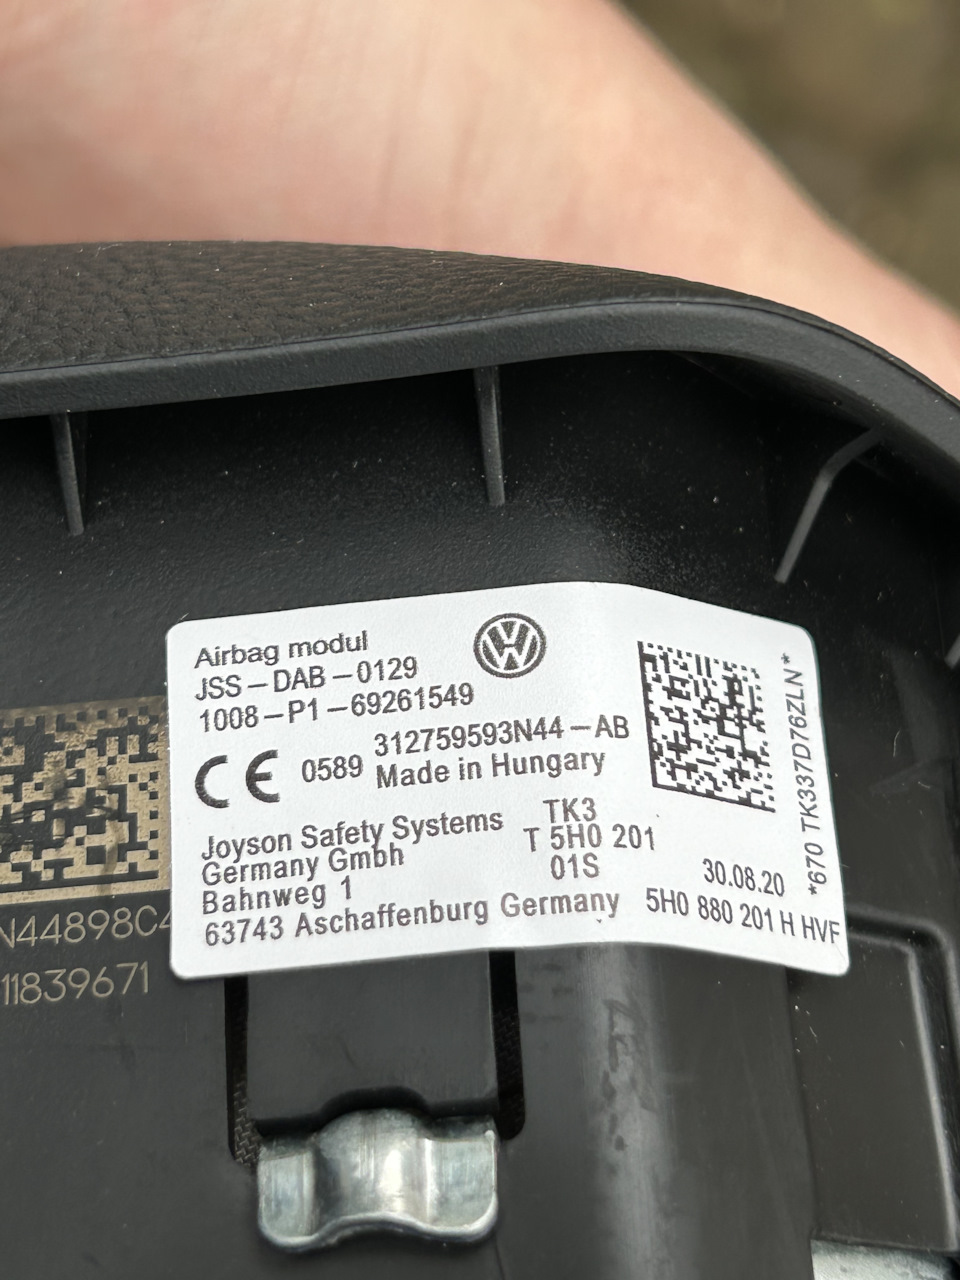 Airbag modul
JSS-DAB-0129
1008-P1-69261549
312759593N44-AB
CE 0589 Made in Hungary
Joyson Safety Systems
Germany Gmbh
Bahnweg 1
63743 Aschaffenburg Germany
TK3
T 5H0 201
01S
30.08.20
5H0 880 201 H HVF
*670 TK337D76ZLN*
N44898C4
11839671